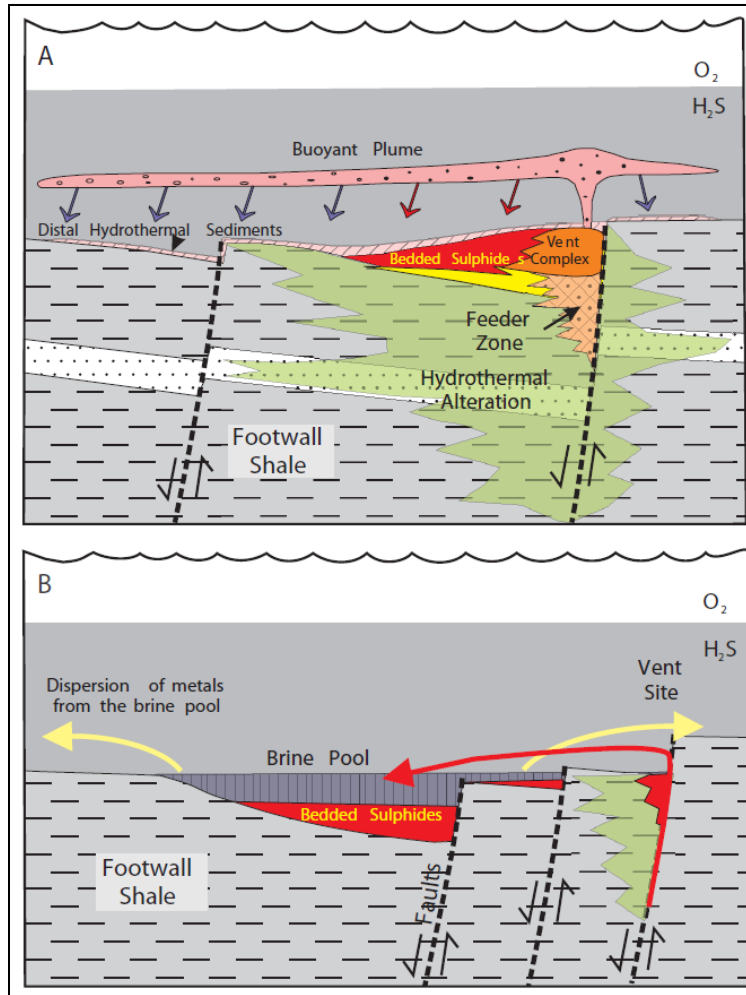 A
O2
H2S
Buoyant Plume
Distal Hydrothermal Sediments
Vent
Bedded Sulphides
Complex
Feeder
Zone
Hydrothermal
Alteration
Footwall
Shale
B
O2
H2S
Vent
Site
Dispersion of metals
from the brine pool
Brine Pool
Bedded Sulphides
Footwall
Shale
Faults